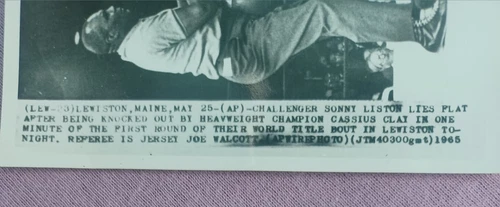 (LEW-25)LEWISTON,MAINE,MAY 25-(AP)-CHALLENGER SONNY LISTON LIES FLAT
AFTER BEING KNOCKED OUT BY HEAVWEIGHT CHAMPION CASSIUS CLAY IN ONE
MINUTE OF THE FIRST ROUND OF THEIR WORLD TITLE BOUT IN LEWISTON TO-
NIGHT. REFEREE IS JERSEY JOE WALCOTT.(APWIREPHOTO)(JTM40300gmt)1965